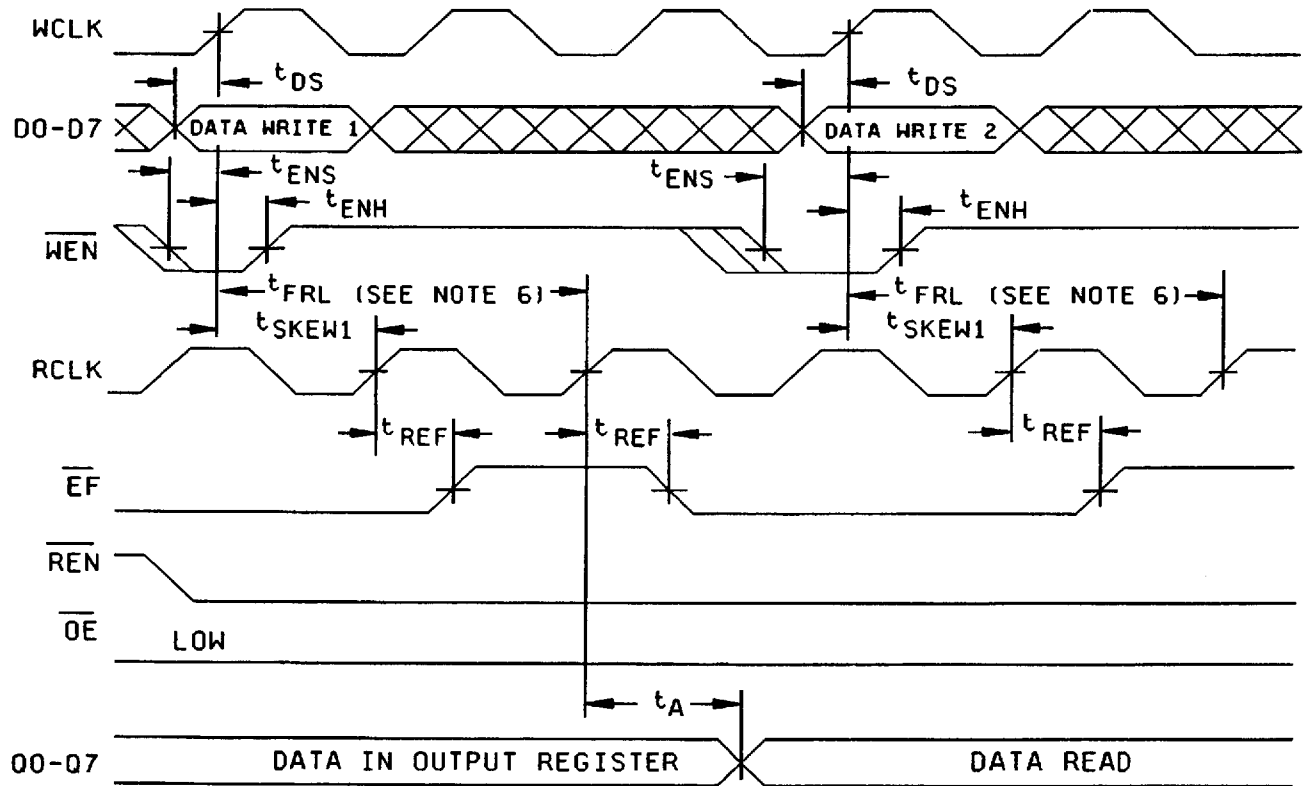 WCLK
tDS tDS
D0-D7 DATA WRITE 1 DATA WRITE 2
tENS tENS
tENH tENH
WEN
tFRL (SEE NOTE 6) tFRL (SEE NOTE 6)
tSKEW1 tSKEW1
RCLK
tREF tREF tREF
EF
REN
OE
LOW
tA
Q0-Q7 DATA IN OUTPUT REGISTER DATA READ